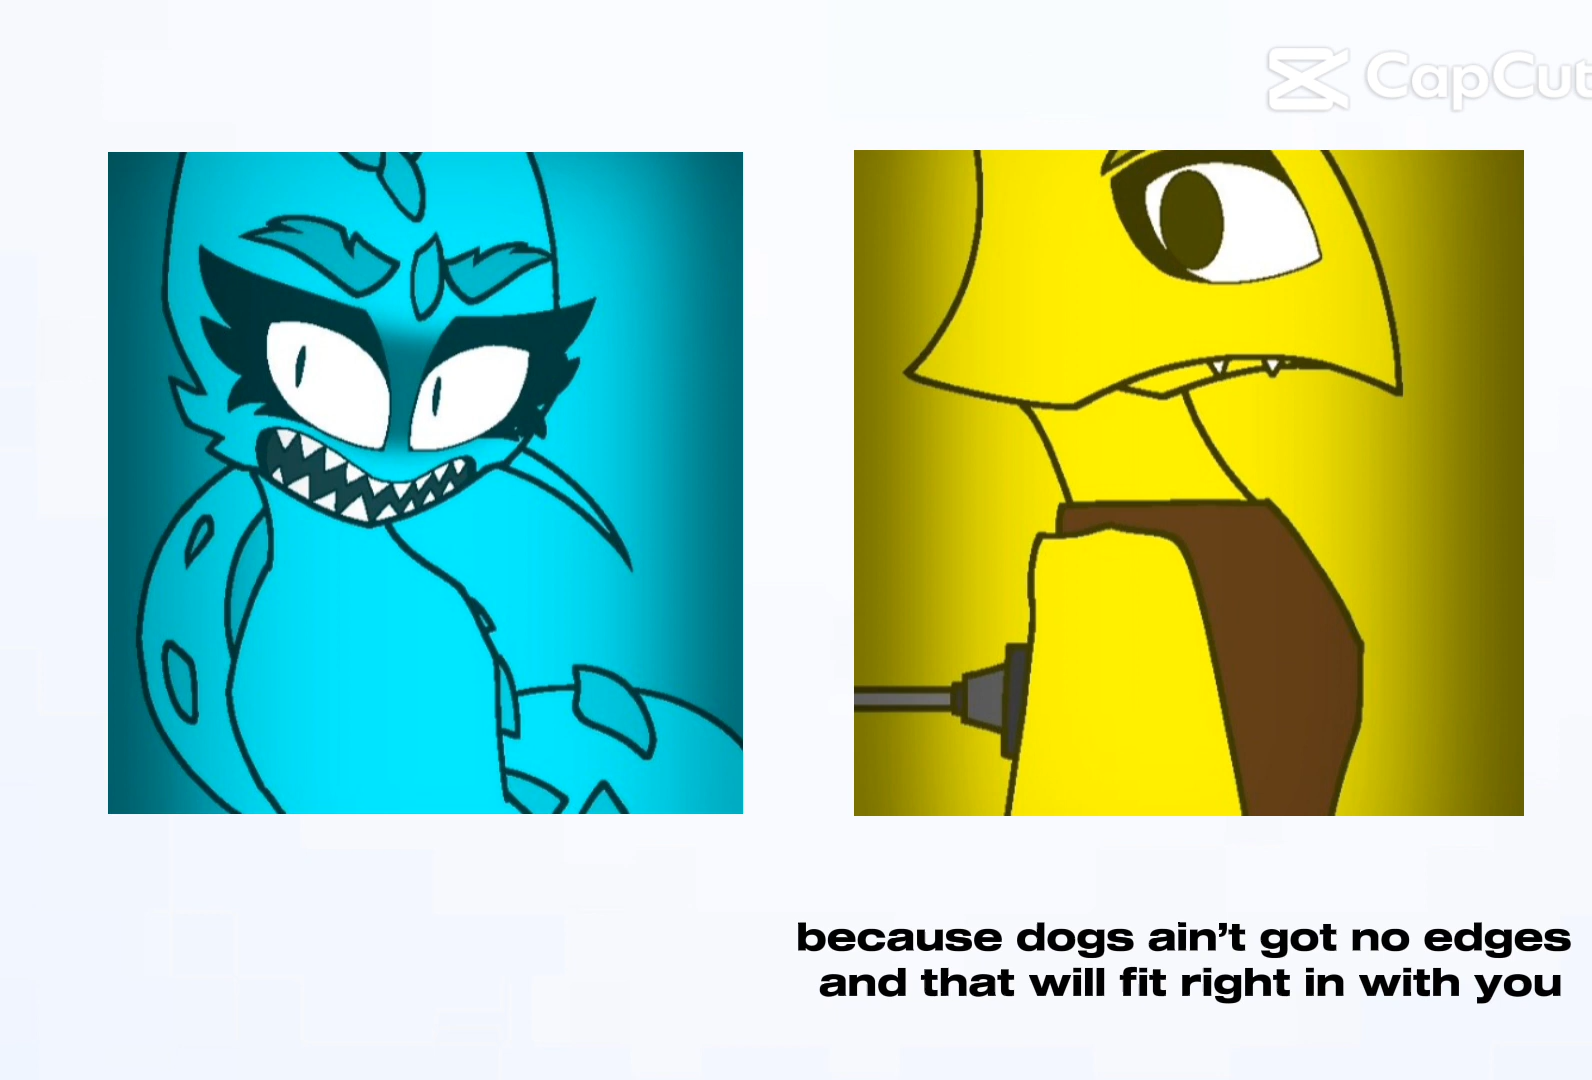 CapCut
because dogs ain’t got no edges
and that will fit right in with you